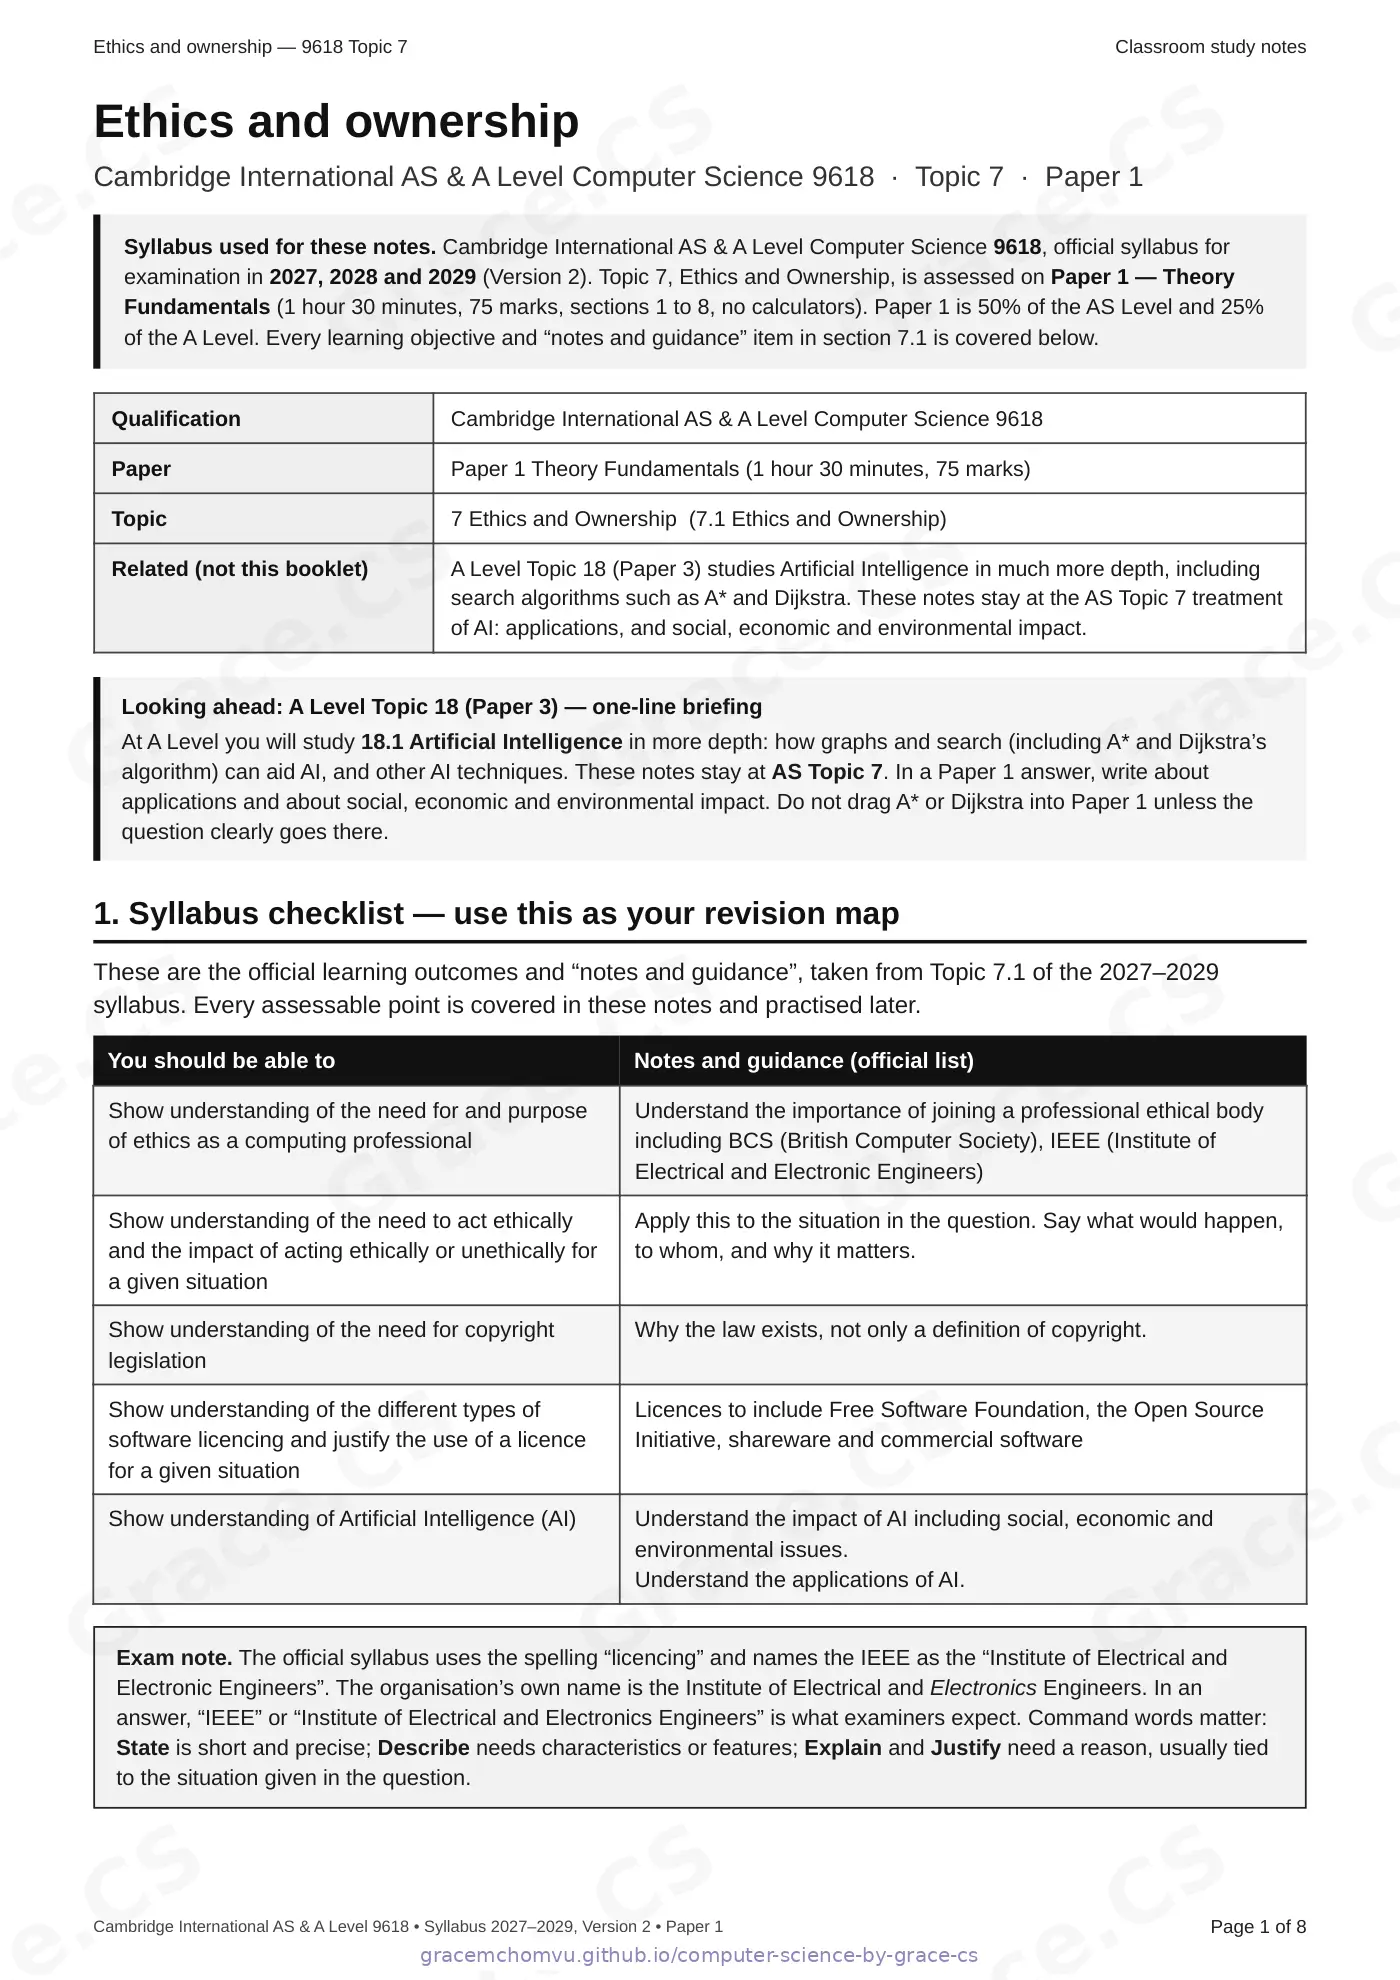 Ethics and ownership — 9618 Topic 7
Classroom study notes
Ethics and ownership
Cambridge International AS & A Level Computer Science 9618 · Topic 7 · Paper 1
Syllabus used for these notes. Cambridge International AS & A Level Computer Science 9618, official syllabus for
examination in 2027, 2028 and 2029 (Version 2). Topic 7, Ethics and Ownership, is assessed on Paper 1 — Theory
Fundamentals (1 hour 30 minutes, 75 marks, sections 1 to 8, no calculators). Paper 1 is 50% of the AS Level and 25%
of the A Level. Every learning objective and “notes and guidance” item in section 7.1 is covered below.
Qualification
Cambridge International AS & A Level Computer Science 9618
Paper
Paper 1 Theory Fundamentals (1 hour 30 minutes, 75 marks)
Topic
7 Ethics and Ownership (7.1 Ethics and Ownership)
Related (not this booklet)
A Level Topic 18 (Paper 3) studies Artificial Intelligence in much more depth, including
search algorithms such as A* and Dijkstra. These notes stay at the AS Topic 7 treatment
of AI: applications, and social, economic and environmental impact.
Looking ahead: A Level Topic 18 (Paper 3) — one-line briefing
At A Level you will study 18.1 Artificial Intelligence in more depth: how graphs and search (including A* and Dijkstra’s
algorithm) can aid AI, and other AI techniques. These notes stay at AS Topic 7. In a Paper 1 answer, write about
applications and about social, economic and environmental impact. Do not drag A* or Dijkstra into Paper 1 unless the
question clearly goes there.
1. Syllabus checklist — use this as your revision map
These are the official learning outcomes and “notes and guidance”, taken from Topic 7.1 of the 2027–2029
syllabus. Every assessable point is covered in these notes and practised later.
You should be able to
Notes and guidance (official list)
Show understanding of the need for and purpose
of ethics as a computing professional
Understand the importance of joining a professional ethical body
including BCS (British Computer Society), IEEE (Institute of
Electrical and Electronic Engineers)
Show understanding of the need to act ethically
and the impact of acting ethically or unethically for
a given situation
Apply this to the situation in the question. Say what would happen,
to whom, and why it matters.
Show understanding of the need for copyright
legislation
Why the law exists, not only a definition of copyright.
Show understanding of the different types of
software licencing and justify the use of a licence
for a given situation
Licences to include Free Software Foundation, the Open Source
Initiative, shareware and commercial software
Show understanding of Artificial Intelligence (AI)
Understand the impact of AI including social, economic and
environmental issues.
Understand the applications of AI.
Exam note. The official syllabus uses the spelling “licencing” and names the IEEE as the “Institute of Electrical and
Electronic Engineers”. The organisation’s own name is the Institute of Electrical and Electronics Engineers. In an
answer, “IEEE” or “Institute of Electrical and Electronics Engineers” is what examiners expect. Command words matter:
State is short and precise; Describe needs characteristics or features; Explain and Justify need a reason, usually tied
to the situation given in the question.
Cambridge International AS & A Level 9618 • Syllabus 2027–2029, Version 2 • Paper 1
Page 1 of 8
gracemchomvu.github.io/computer-science-by-grace-cs
Grace.CS